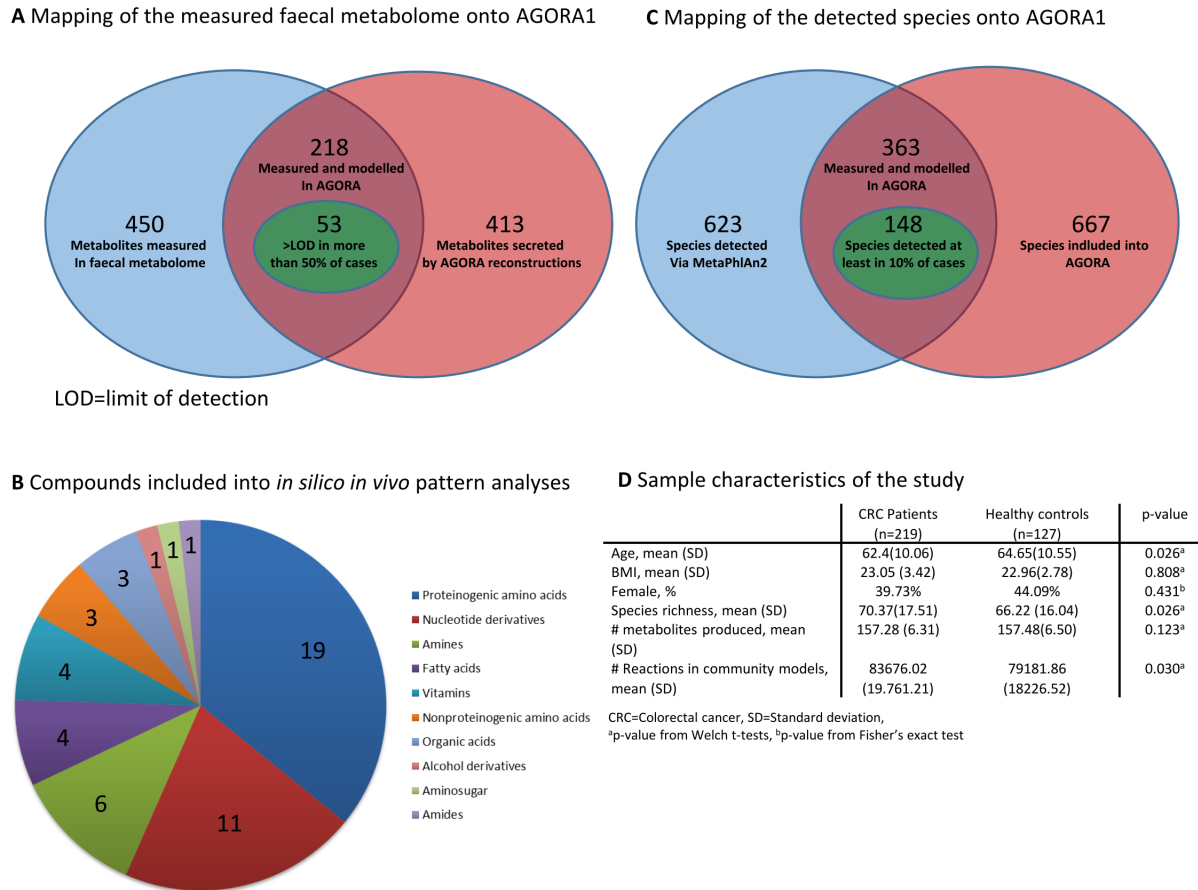 A Mapping of the measured faecal metabolome onto AGORA1
218
Measured and modelled
In AGORA
450
Metabolites measured
In faecal metabolome
53
>LOD in more
than 50% of cases
413
Metabolites secreted
by AGORA reconstructions
LOD=limit of detection
C Mapping of the detected species onto AGORA1
363
Measured and modelled
In AGORA
623
Species detected
Via MetaPhlAn2
148
Species detected at
least in 10% of cases
667
Species indluded into
AGORA
B Compounds included into in silico in vivo pattern analyses
19
11
6
4
4
3
3
1
1
1
Proteinogenic amino acids
Nucleotide derivatives
Amines
Fatty acids
Vitamins
Nonproteinogenic amino acids
Organic acids
Alcohol derivatives
Aminosugar
Amides
D Sample characteristics of the study
CRC Patients Healthy controls p-value
(n=219) (n=127)
Age, mean (SD) 62.4(10.06) 64.65(10.55) 0.026ᵃ
BMI, mean (SD) 23.05 (3.42) 22.96(2.78) 0.808ᵃ
Female, % 39.73% 44.09% 0.431ᵇ
Species richness, mean (SD) 70.37(17.51) 66.22 (16.04) 0.026ᵃ
# metabolites produced, mean 157.28 (6.31) 157.48(6.50) 0.123ᵃ
(SD)
# Reactions in community models, 83676.02 79181.86 0.030ᵃ
mean (SD) (19.761.21) (18226.52)
CRC=Colorectal cancer, SD=Standard deviation,
ᵃp-value from Welch t-tests, ᵇp-value from Fisher's exact test